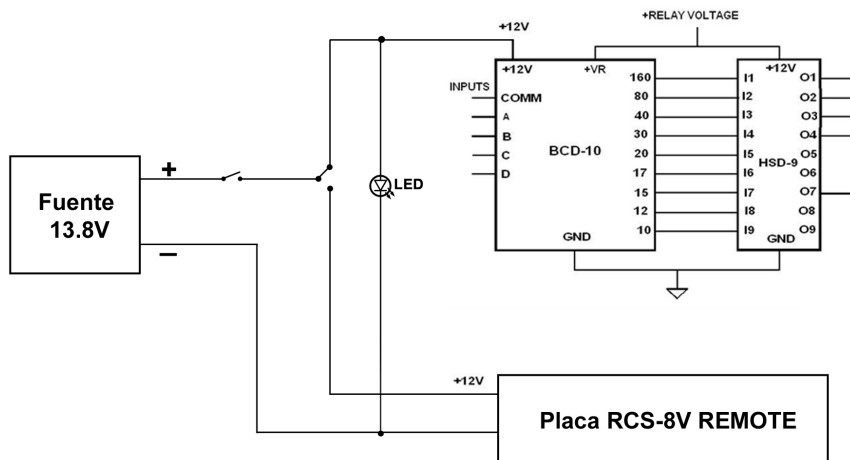 +RELAY VOLTAGE
+12V
+12V
+VR
160
I1
+12V
O1
INPUTS
COMM
80
I2
O2
A
40
I3
O3
B
30
I4
O4
BCD-10
C
20
I5
HSD-9
O5
D
17
I6
O6
15
I7
O7
12
I8
O8
GND
10
I9
GND
O9
+
Fuente
13.8V
−
LED
+12V
Placa RCS-8V REMOTE